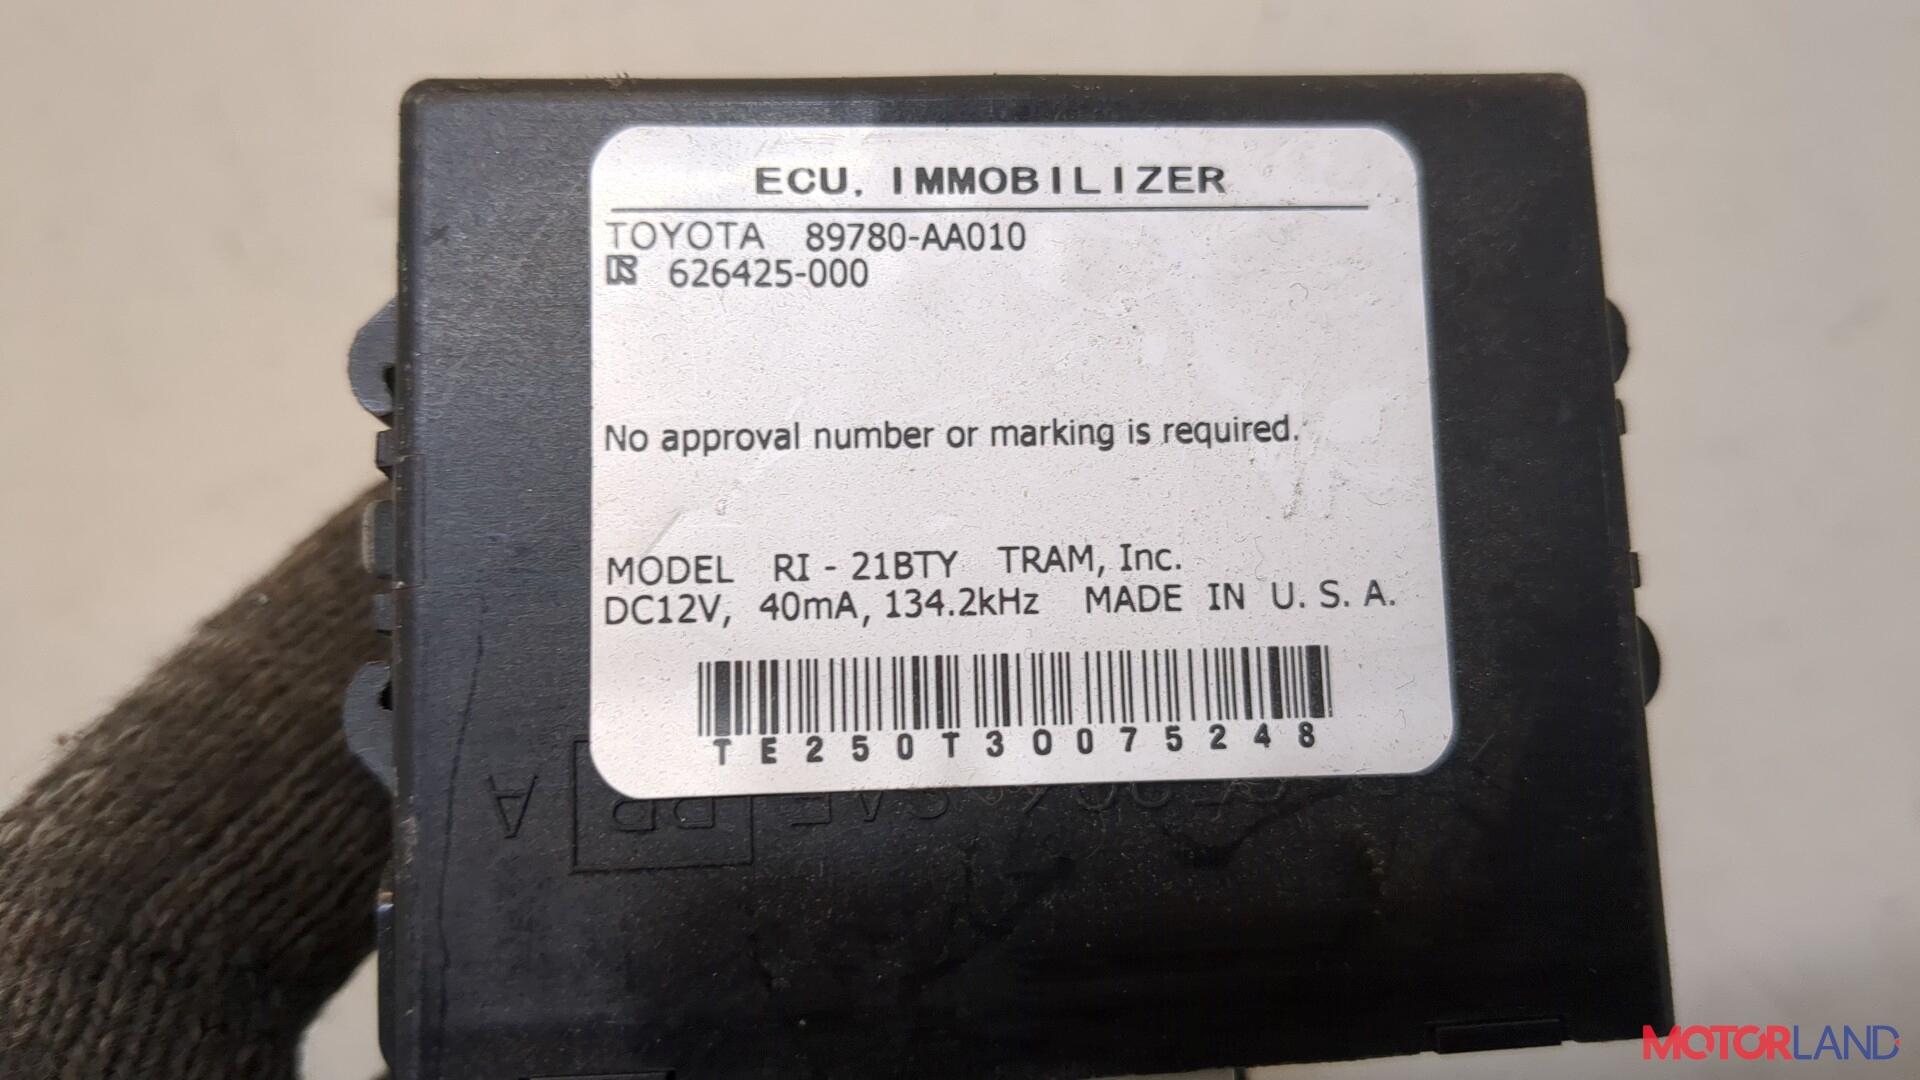 ECU, IMMOBILIZER
TOYOTA 89780-AA010
626425-000
No approval number or marking is required.
MODEL RI - 21BTY TRAM, Inc.
DC12V, 40mA, 134.2kHz MADE IN U. S. A.
TE250T30075248
A
MOTORLAND